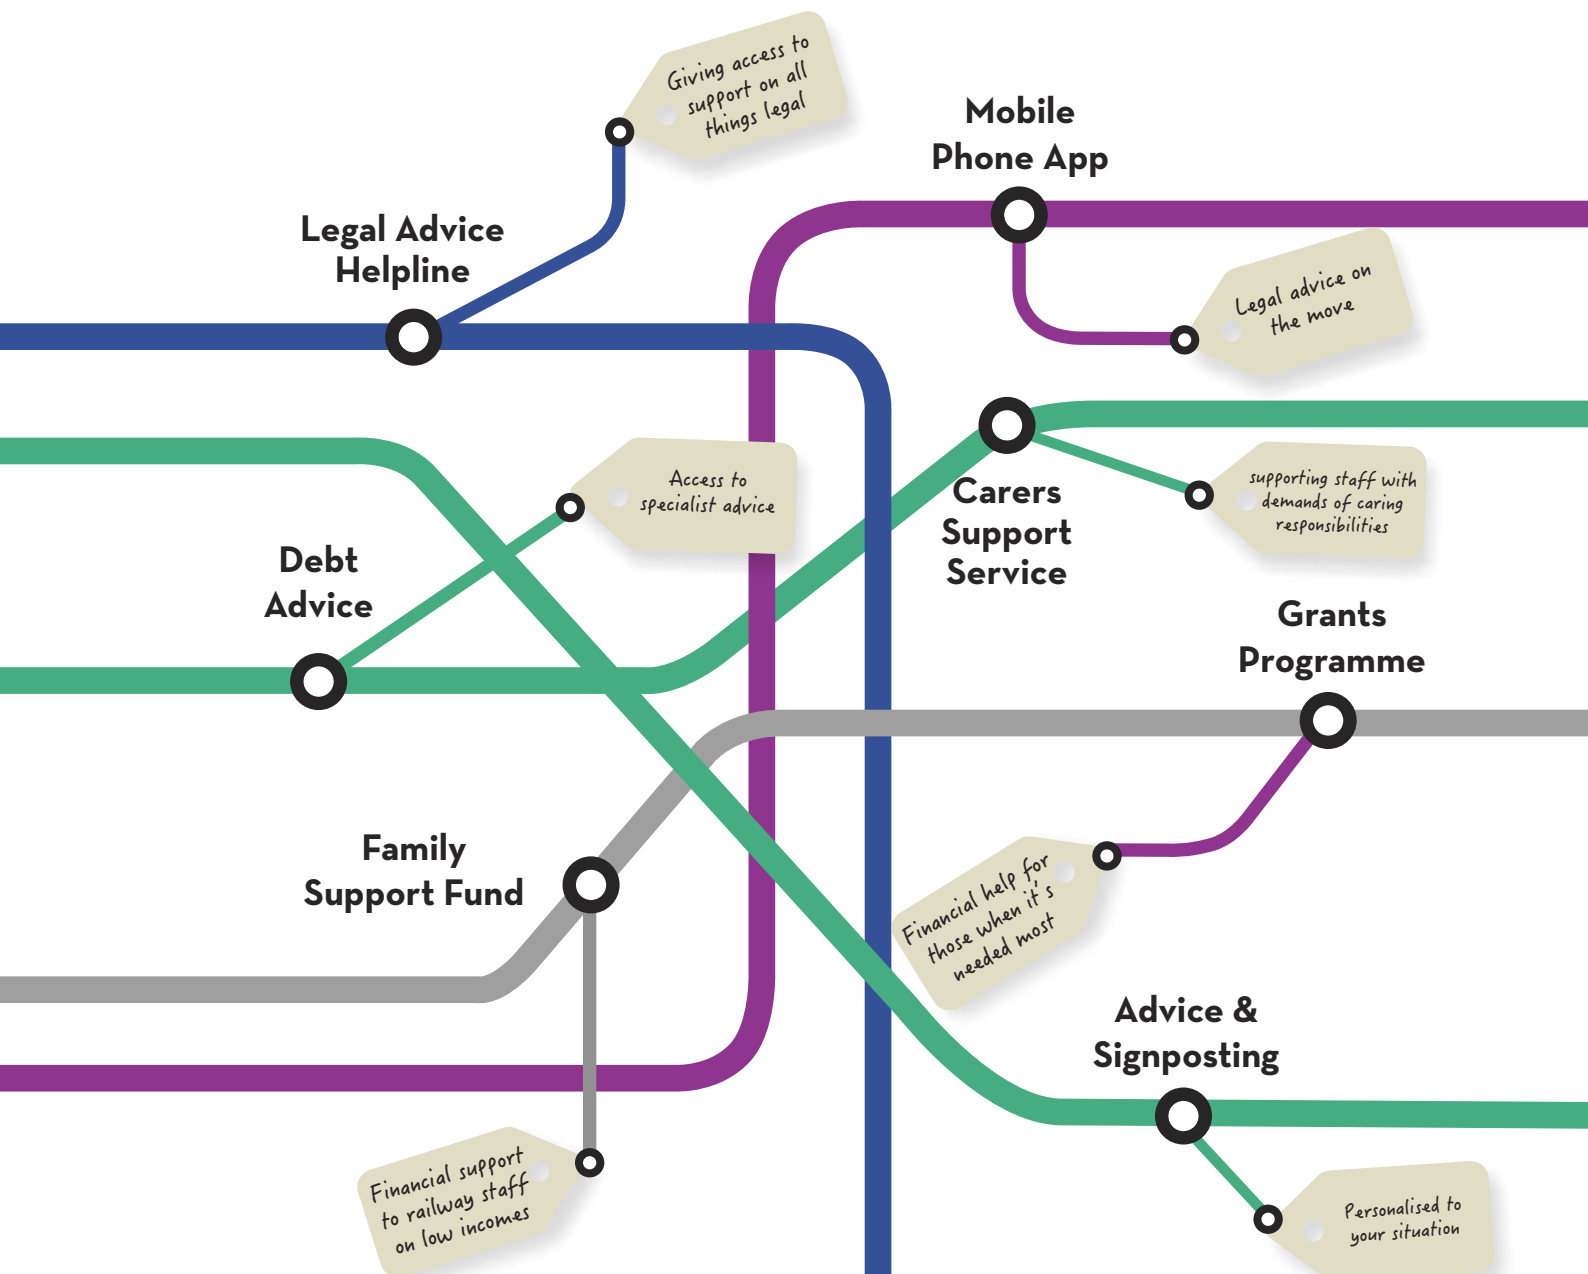 Giving access to
support on all
things legal
Mobile
Phone App
Legal Advice
Helpline
Legal advice on
the move
Access to
specialist advice
Carers
Support
Service
supporting staff with
demands of caring
responsibilities
Debt
Advice
Grants
Programme
Family
Support Fund
Financial help for
those when it's
needed most
Advice &
Signposting
Financial support
to railway staff
on low incomes
Personalised to
your situation